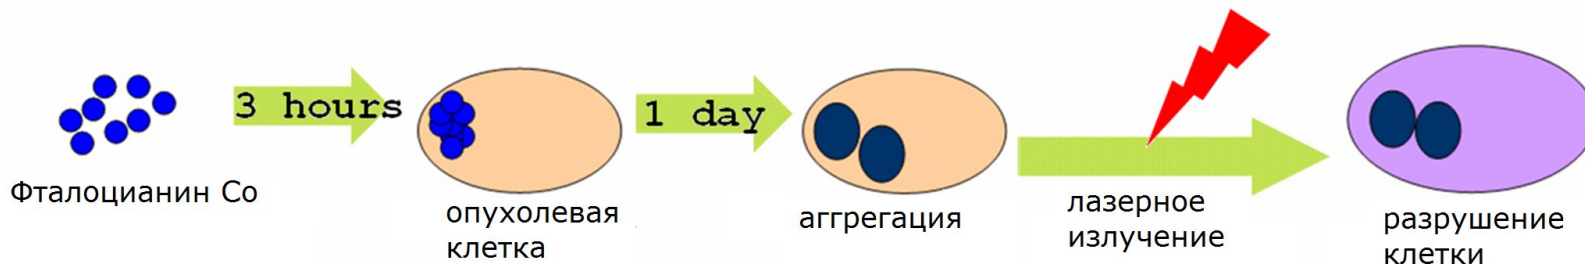 3 hours
1 day
Фталоцианин Co
опухолевая
клетка
аггрегация
лазерное
излучение
разрушение
клетки